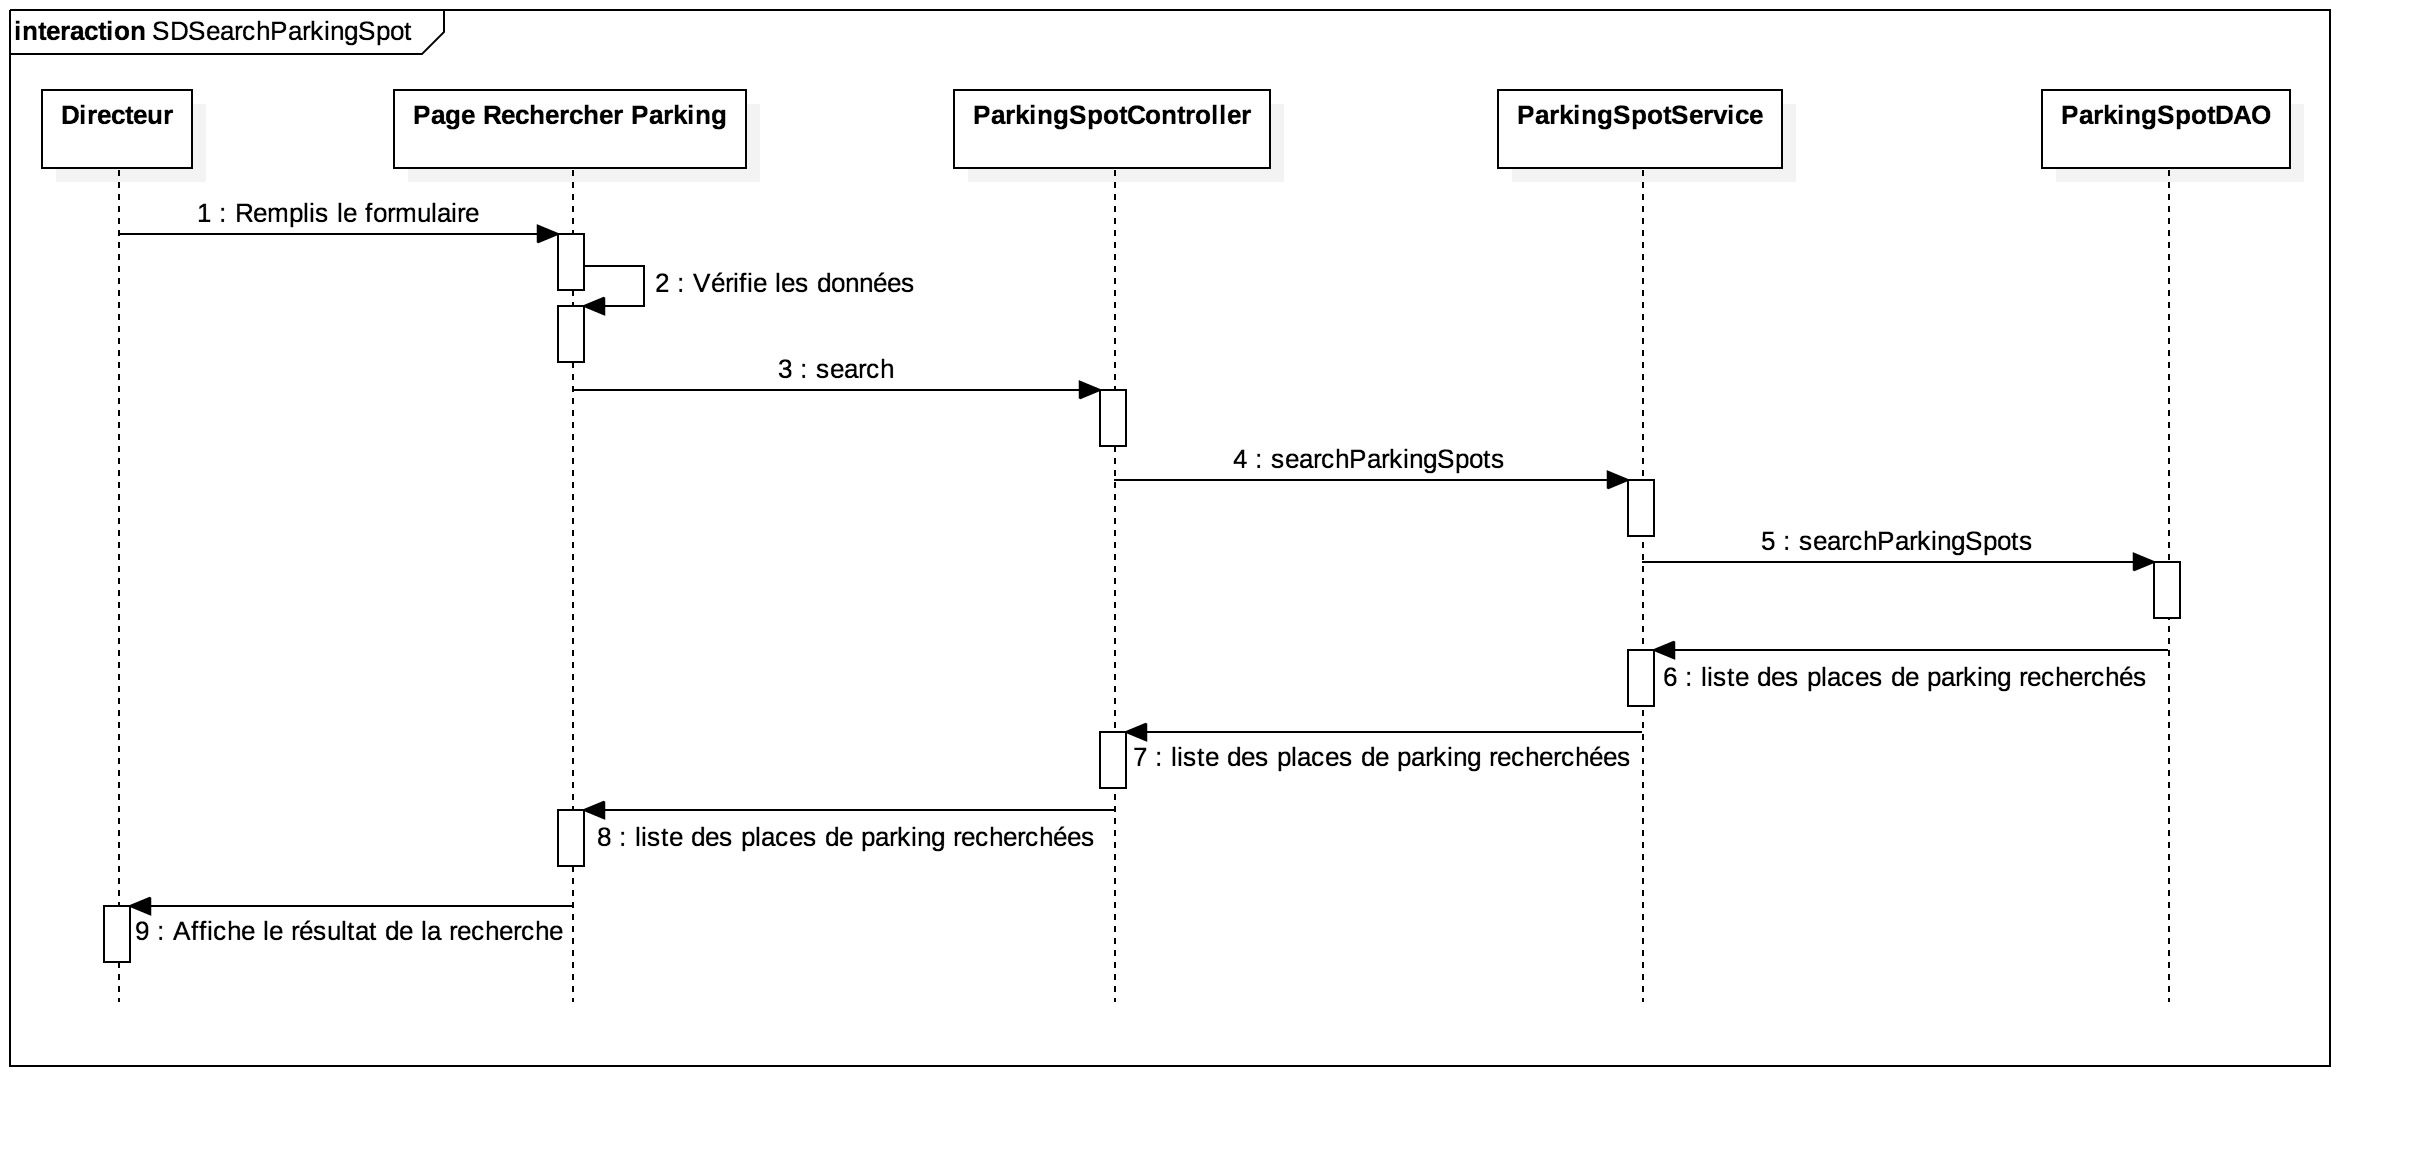 interaction SDSearchParkingSpot
Directeur
Page Rechercher Parking
ParkingSpotController
ParkingSpotService
ParkingSpotDAO
1 : Remplis le formulaire
2 : Vérifie les données
3 : search
4 : searchParkingSpots
5 : searchParkingSpots
6 : liste des places de parking recherchés
7 : liste des places de parking recherchées
8 : liste des places de parking recherchées
9 : Affiche le résultat de la recherche